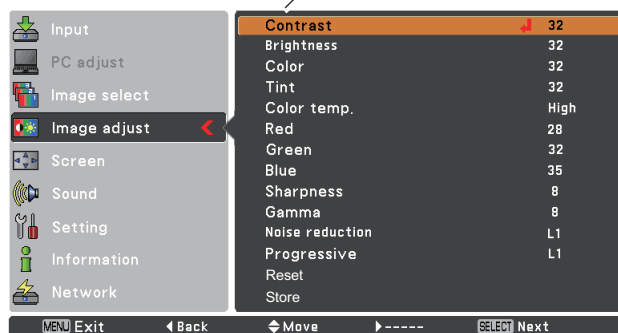 Input
PC adjust
Image select
Image adjust
Screen
Sound
Setting
Information
Network
Contrast 32
Brightness 32
Color 32
Tint 32
Color temp. High
Red 28
Green 32
Blue 35
Sharpness 8
Gamma 8
Noise reduction L1
Progressive L1
Reset
Store
MENU Exit Back Move ----- SELECT Next